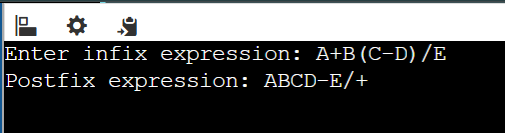 Enter infix expression: A+B(C-D)/E
Postfix expression: ABCD-E/+